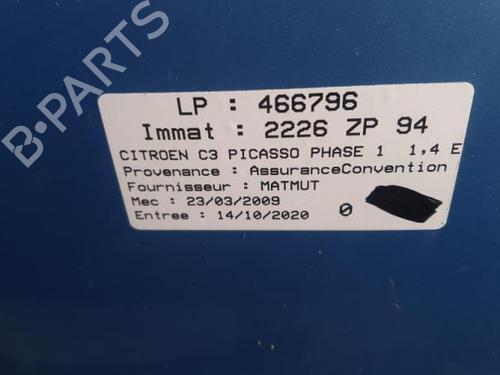 LP : 466796
Immat : 2226 ZP 94
CITROEN C3 PICASSO PHASE 1 1,4 E
Provenance : AssuranceConvention
Fournisseur : MATMUT
Mec : 23/03/2009
Entree : 14/10/2020 0
B-PARTS